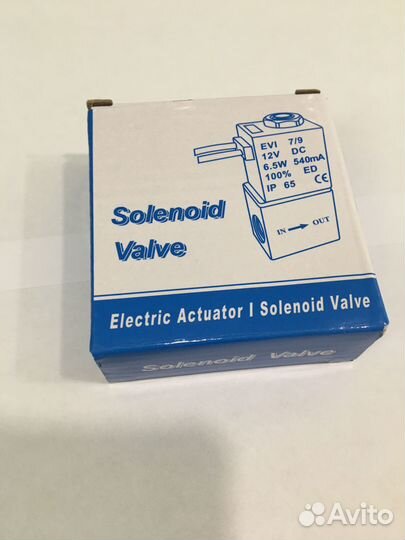 EVI 7/9
12V DC
6.5W 540mA
100% ED
IP 65 CE
IN → OUT
Solenoid
Valve
Electric Actuator I Solenoid Valve
Solenoid Valve
Avito